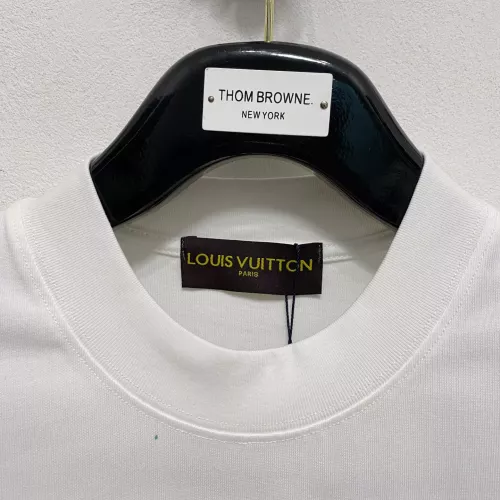 THOM BROWNE.
NEW YORK
LOUIS VUITTON
PARIS